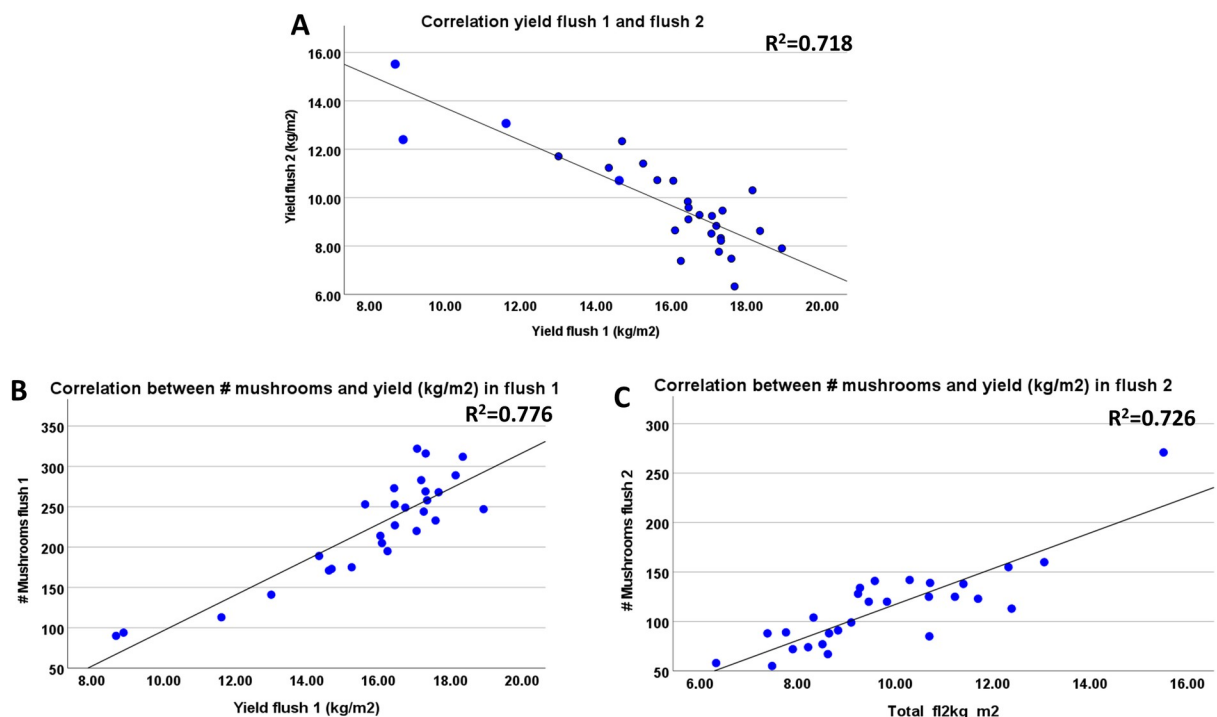 A
Correlation yield flush 1 and flush 2
R²=0.718
Yield flush 2 (kg/m2)
16.00
14.00
12.00
10.00
8.00
6.00
8.00 10.00 12.00 14.00 16.00 18.00 20.00
Yield flush 1 (kg/m2)
B
Correlation between # mushrooms and yield (kg/m2) in flush 1
R²=0.776
# Mushrooms flush 1
350
300
250
200
150
100
50
8.00 10.00 12.00 14.00 16.00 18.00 20.00
Yield flush 1 (kg/m2)
C
Correlation between # mushrooms and yield (kg/m2) in flush 2
R²=0.726
# Mushrooms flush 2
300
250
200
150
100
50
6.00 8.00 10.00 12.00 14.00 16.00
Total_fl2kg_m2